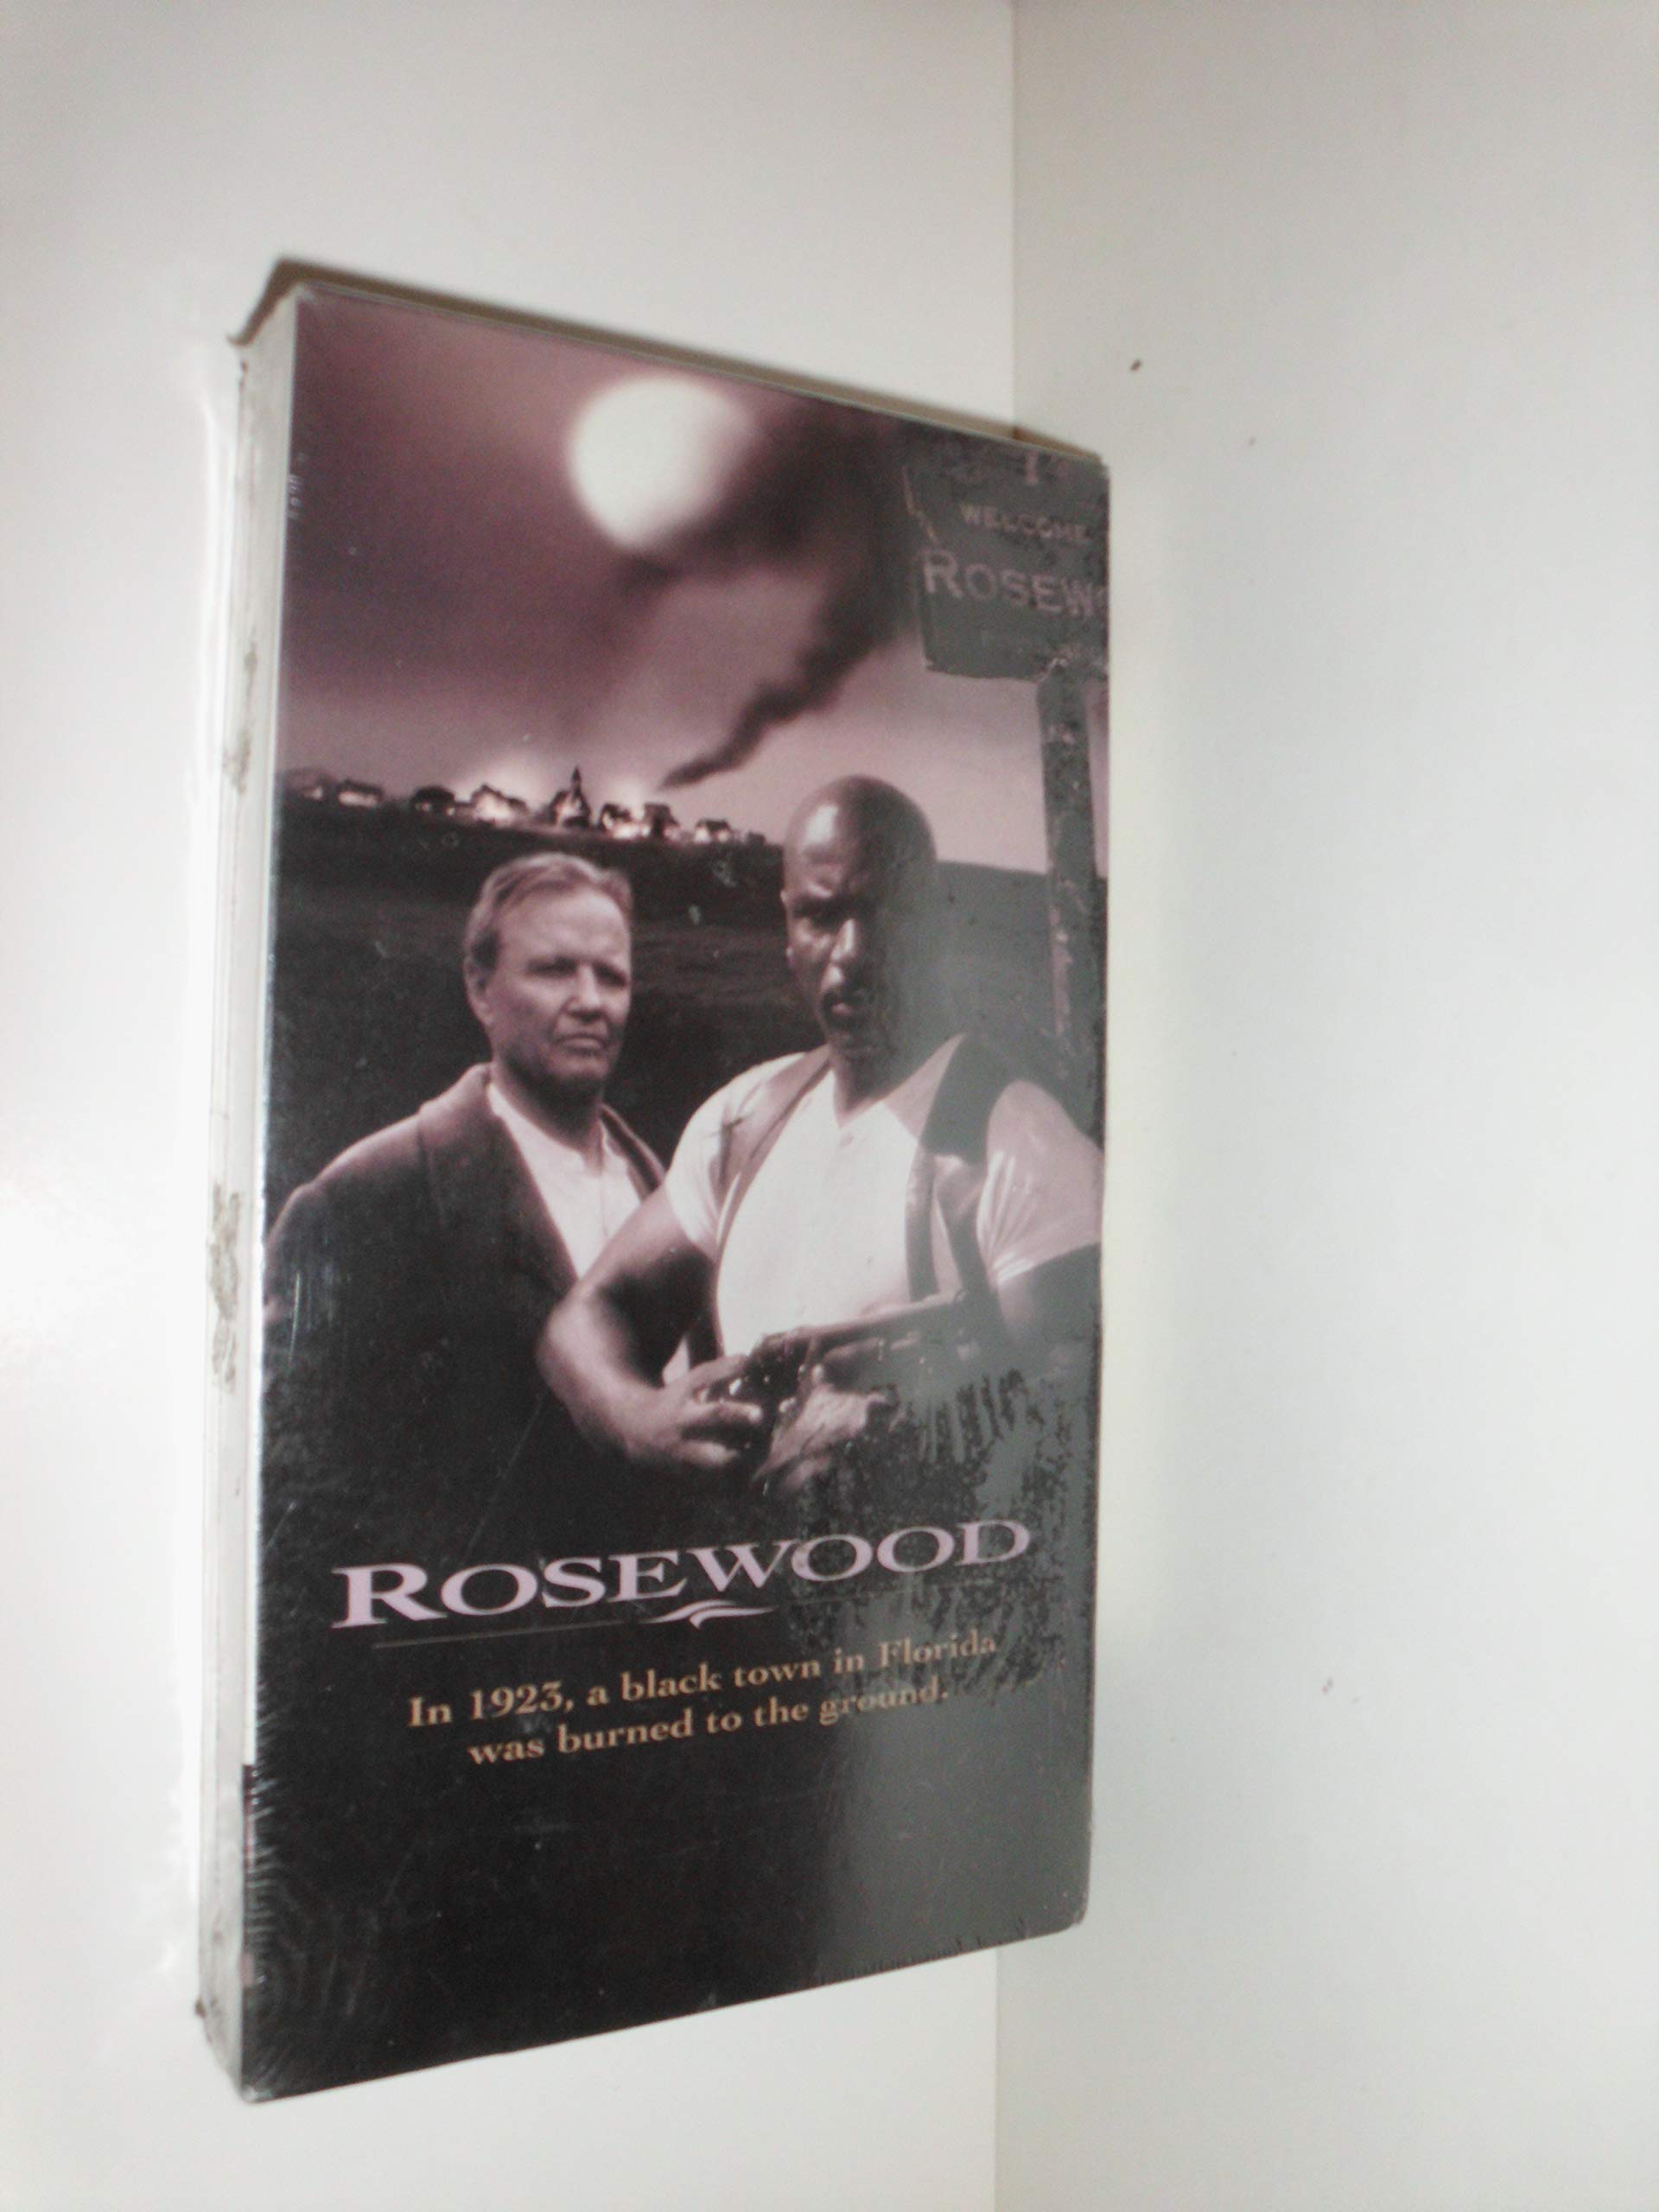 WELCOME
ROSEW
ROSEWOOD
In 1923, a black town in Florida
was burned to the ground.